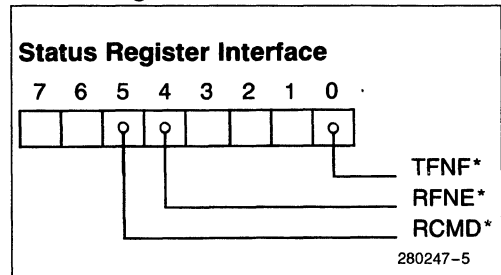 Status Register Interface
7 6 5 4 3 2 1 0
TFNF*
RFNE*
RCMD*
280247-5